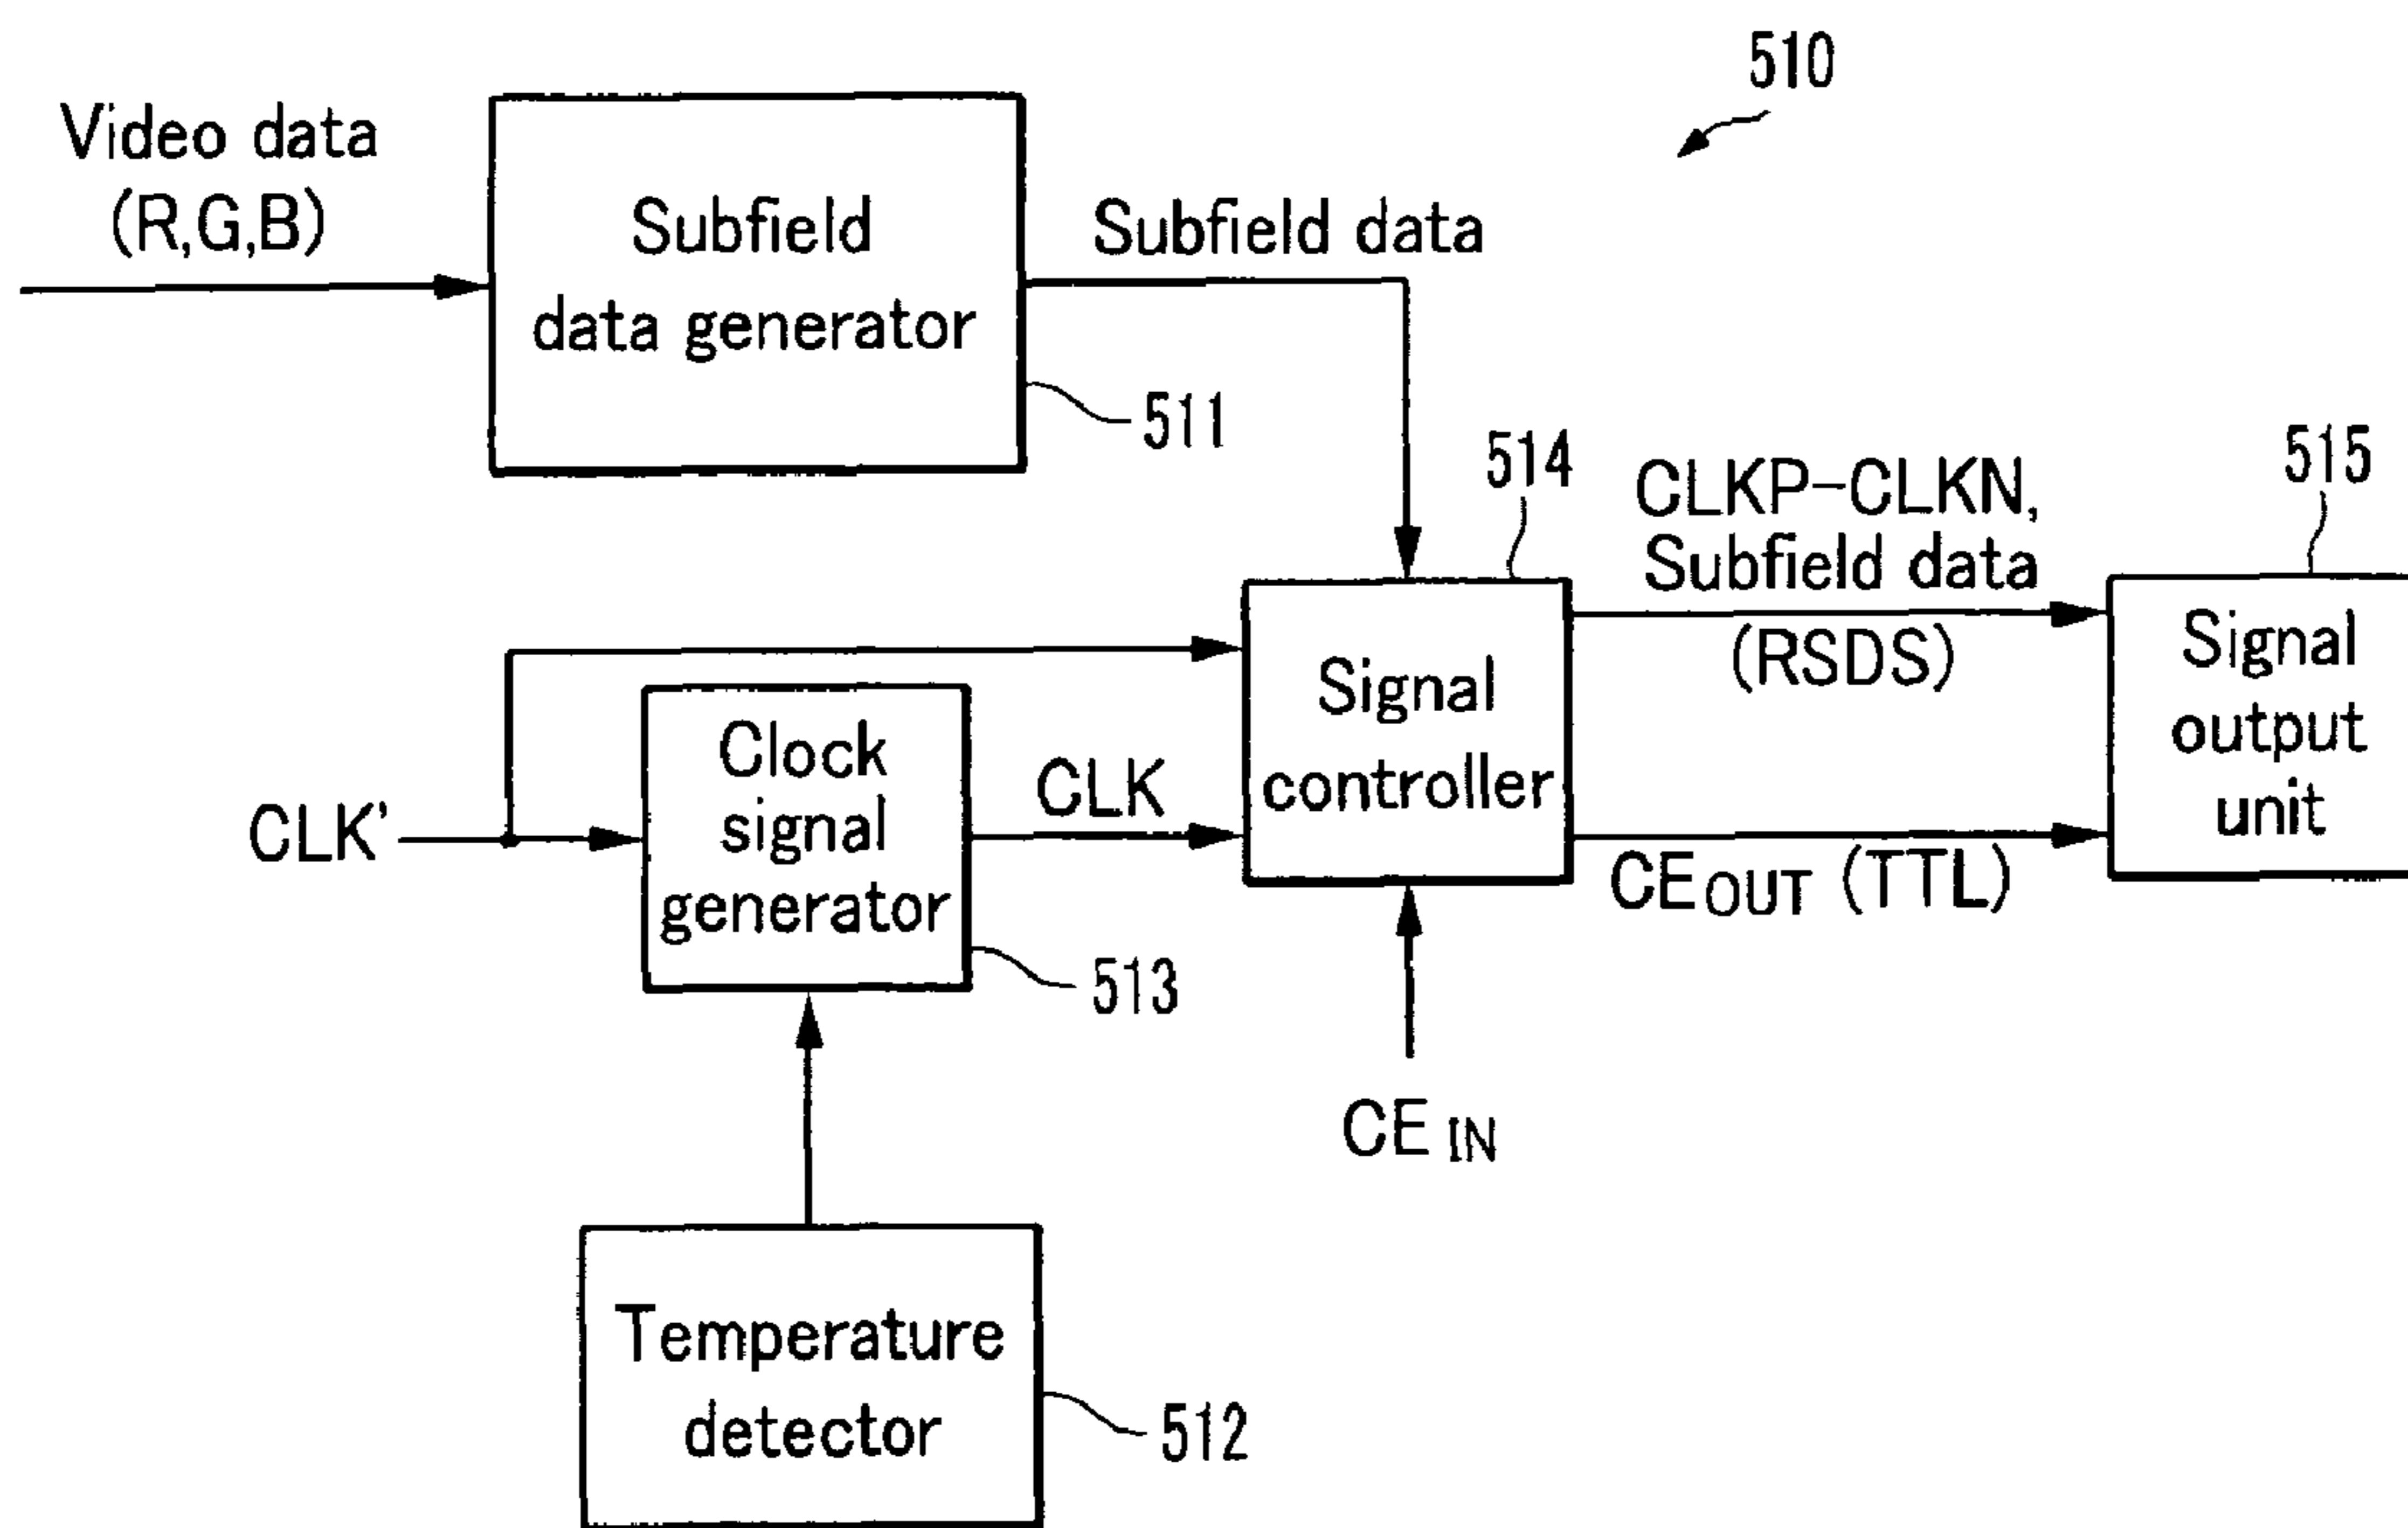 510
Video data
(R,G,B)
Subfield
data generator
Subfield data
511
514
CLKP-CLKN,
Subfield data
(RSDS)
515
Signal
output
unit
Signal
controller
CLK'
Clock
signal
generator
CLK
CEOUT (TTL)
513
CE IN
Temperature
detector
512